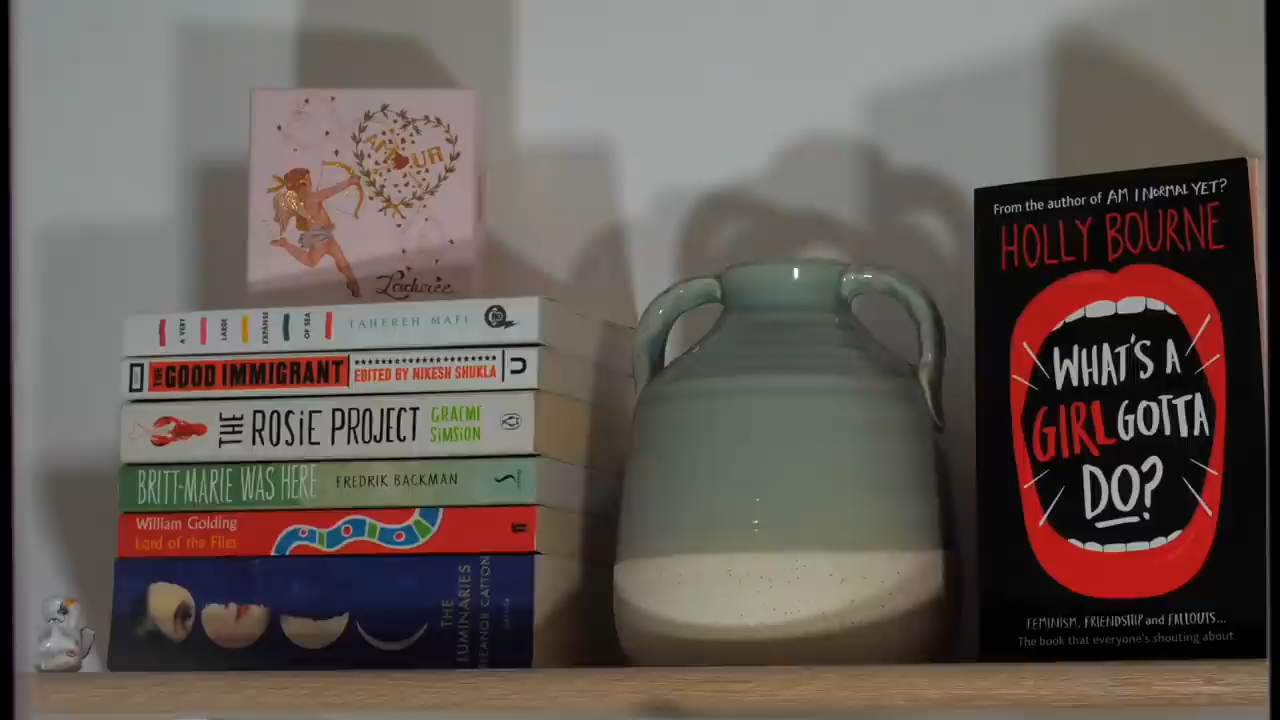 AMOUR
Ladurée
A VERY LARGE EXPANSE OF SEA TAHEREH MAFI
THE GOOD IMMIGRANT EDITED BY NIKESH SHUKLA U
THE ROSIE PROJECT GRAEME SIMSION
BRITT-MARIE WAS HERE FREDRIK BACKMAN
William Golding
Lord of the Flies
ff
THE LUMINARIES
ELEANOR CATTON
From the author of AM I NORMAL YET?
HOLLY BOURNE
WHAT'S A
GIRL GOTTA
DO?
FEMINISM, FRIENDSHIP and FALLOUTS...
The book that everyone's shouting about